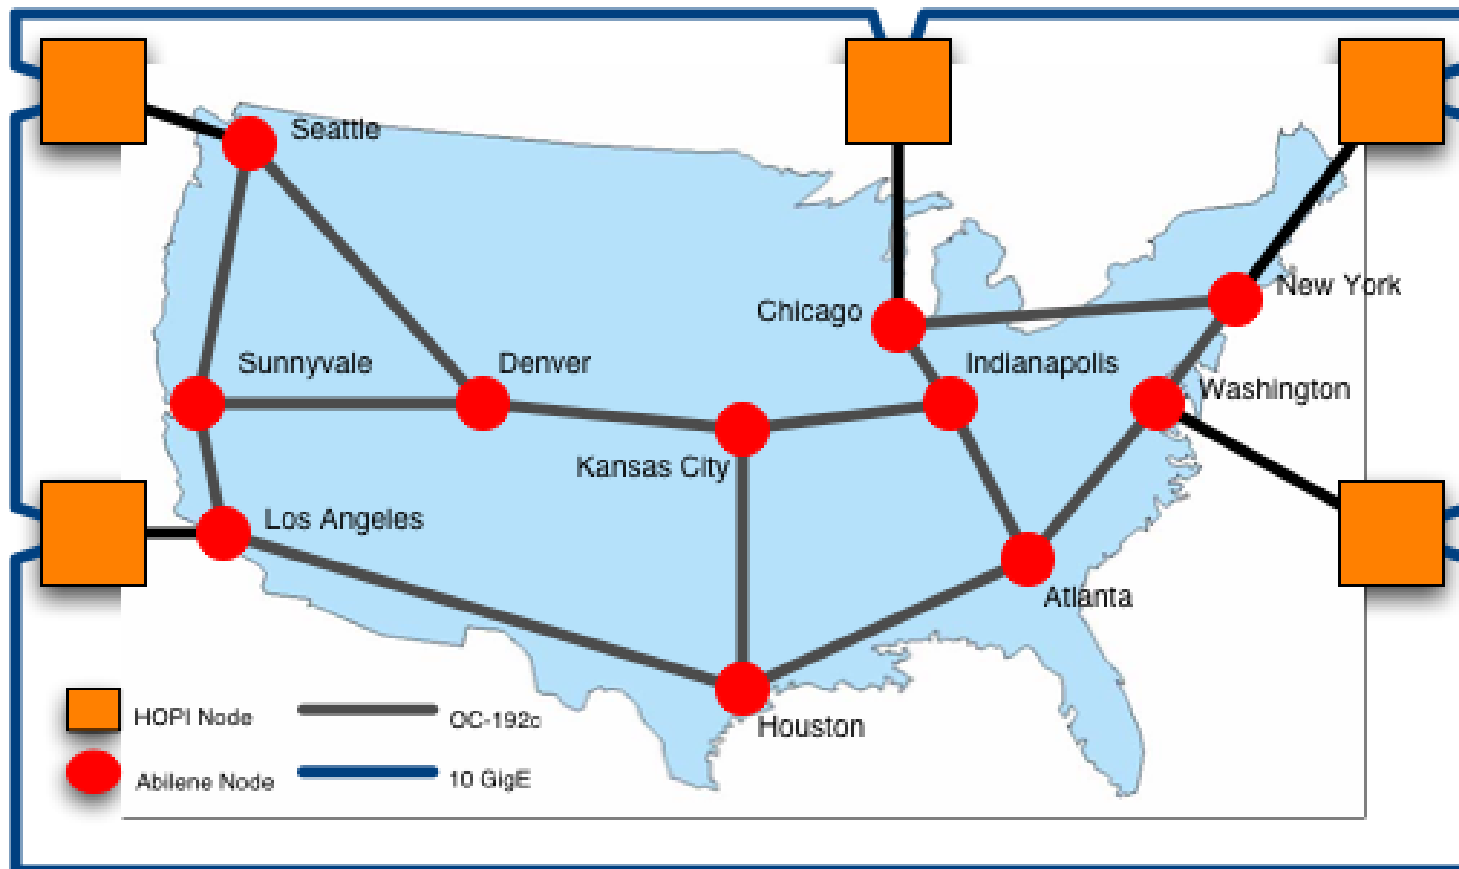 Seattle
New York
Chicago
Sunnyvale
Denver
Indianapolis
Washington
Kansas City
Los Angeles
Atlanta
Houston
HOPI Node
OC-192c
Abilene Node
10 GigE